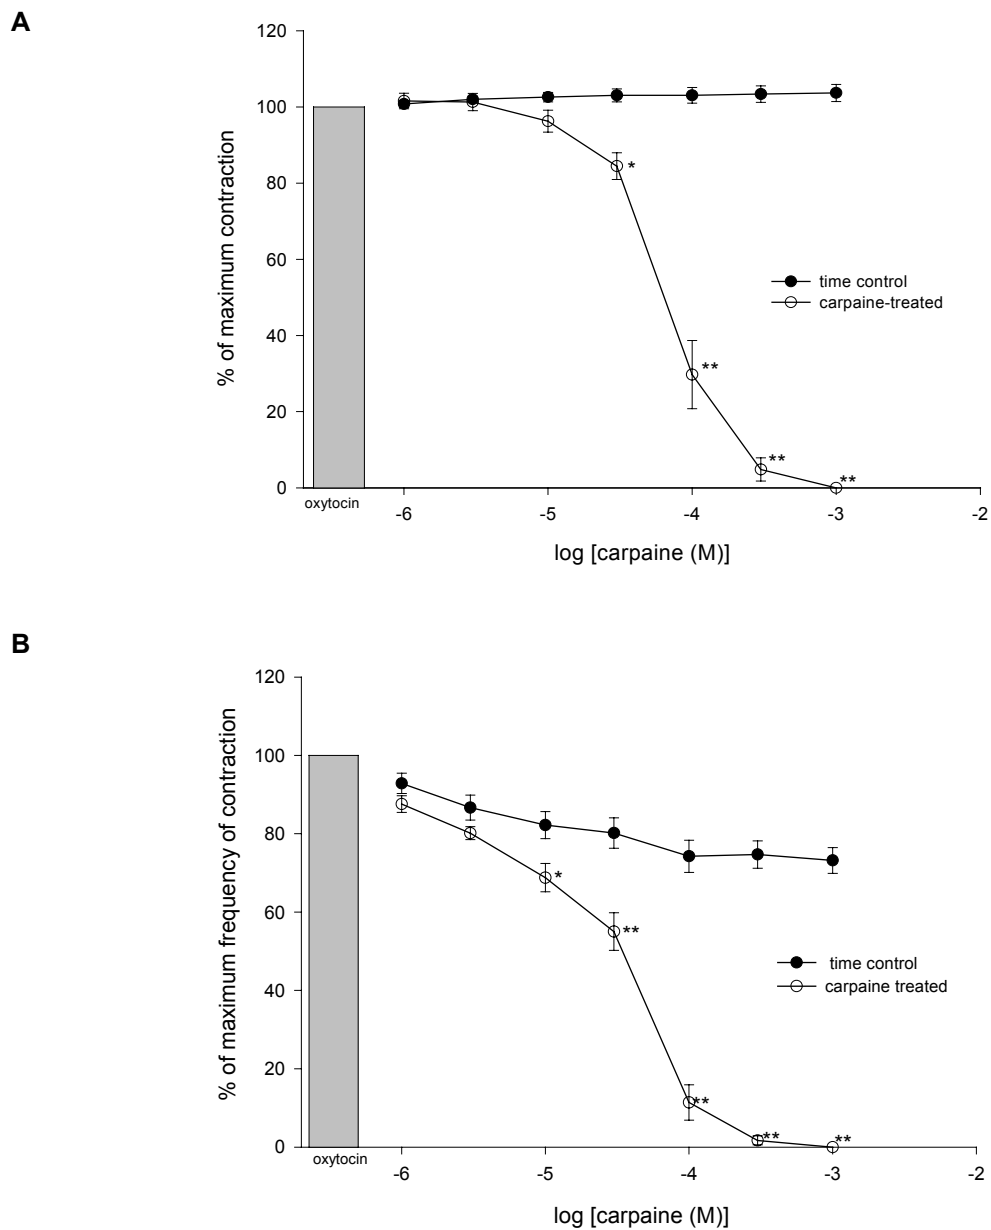 A
% of maximum contraction
120
100
80
60
40
20
0
time control
carpaine-treated
*
**
**
**
oxytocin
-6
-5
-4
-3
-2
log [carpaine (M)]
B
% of maximum frequency of contraction
120
100
80
60
40
20
0
*
**
time control
carpaine treated
**
**
**
oxytocin
-6
-5
-4
-3
-2
log [carpaine (M)]